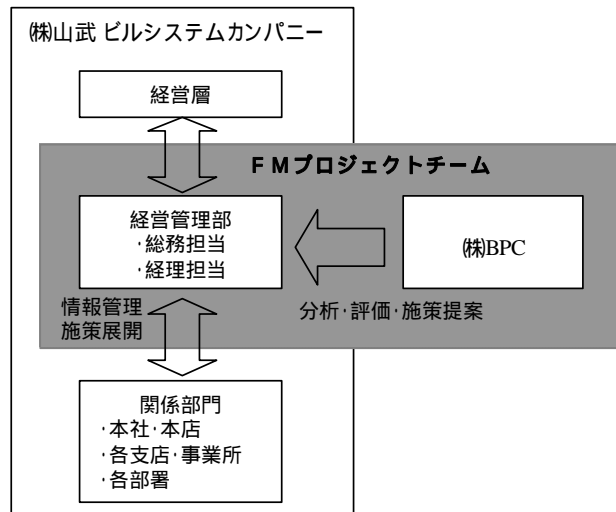 ㈱山武 ビルシステムカンパニー
経営層
ＦＭプロジェクトチーム
経営管理部
・総務担当
・経理担当
㈱BPC
情報管理
施策展開
分析・評価・施策提案
関係部門
・本社・本店
・各支店・事業所
・各部署